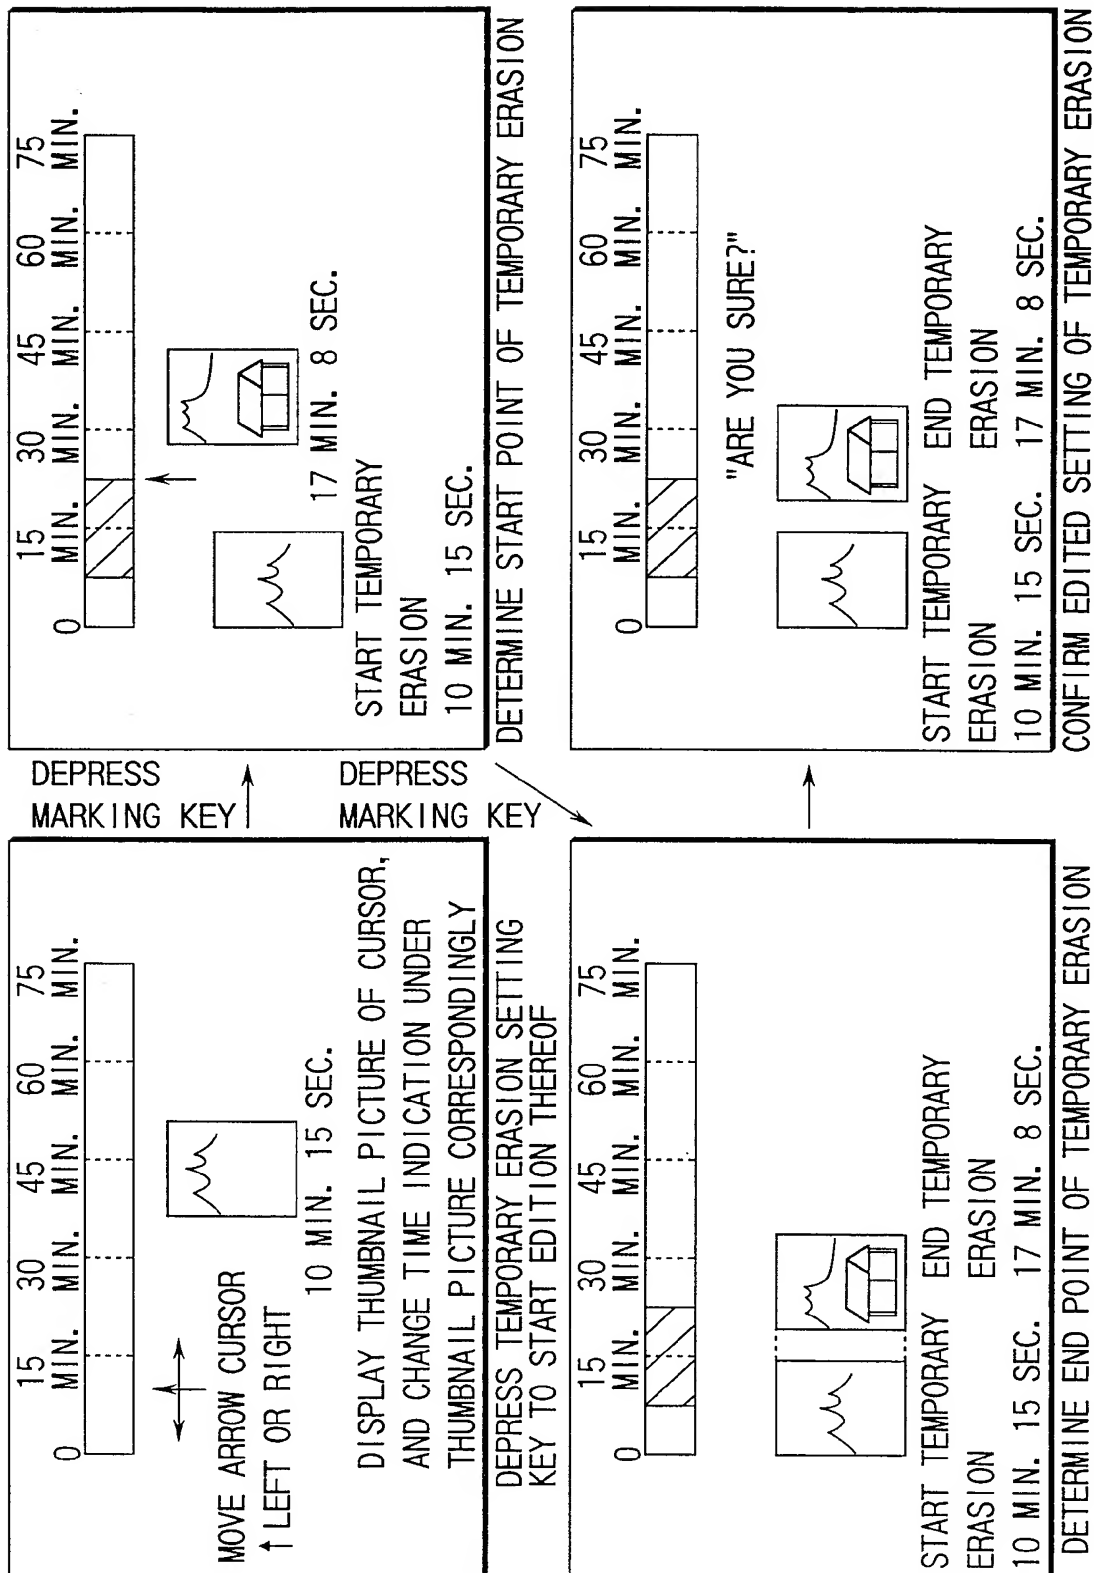 0 15 30 45 60 75
MIN. MIN. MIN. MIN. MIN.
MOVE ARROW CURSOR
↑ LEFT OR RIGHT
10 MIN. 15 SEC.
DISPLAY THUMBNAIL PICTURE OF CURSOR,
AND CHANGE TIME INDICATION UNDER
THUMBNAIL PICTURE CORRESPONDINGLY
DEPRESS TEMPORARY ERASION SETTING
KEY TO START EDITION THEREOF
DEPRESS
MARKING KEY
0 15 30 45 60 75
MIN. MIN. MIN. MIN. MIN.
17 MIN. 8 SEC.
START TEMPORARY
ERASION
10 MIN. 15 SEC.
DETERMINE START POINT OF TEMPORARY ERASION
DEPRESS
MARKING KEY
0 15 30 45 60 75
MIN. MIN. MIN. MIN. MIN.
START TEMPORARY END TEMPORARY
ERASION ERASION
10 MIN. 15 SEC. 17 MIN. 8 SEC.
DETERMINE END POINT OF TEMPORARY ERASION
0 15 30 45 60 75
MIN. MIN. MIN. MIN. MIN.
"ARE YOU SURE?"
START TEMPORARY END TEMPORARY
ERASION ERASION
10 MIN. 15 SEC. 17 MIN. 8 SEC.
CONFIRM EDITED SETTING OF TEMPORARY ERASION